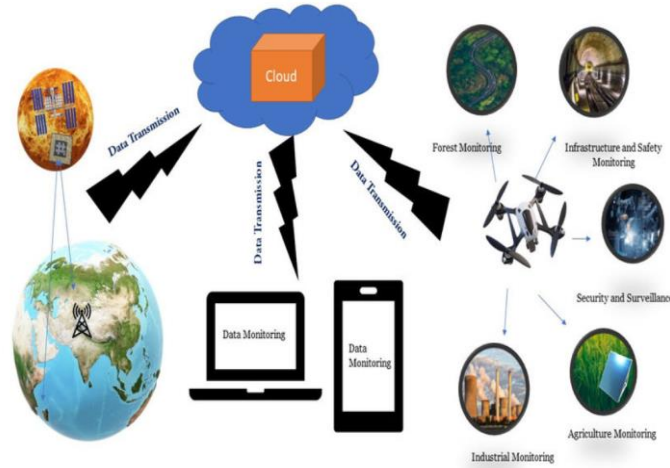 Cloud
Data Transmission
Data Transmission
Data Transmission
Forest Monitoring
Infrastructure and Safety
Monitoring
Security and Surveillance
Data Monitoring
Data
Monitoring
Agriculture Monitoring
Industrial Monitoring